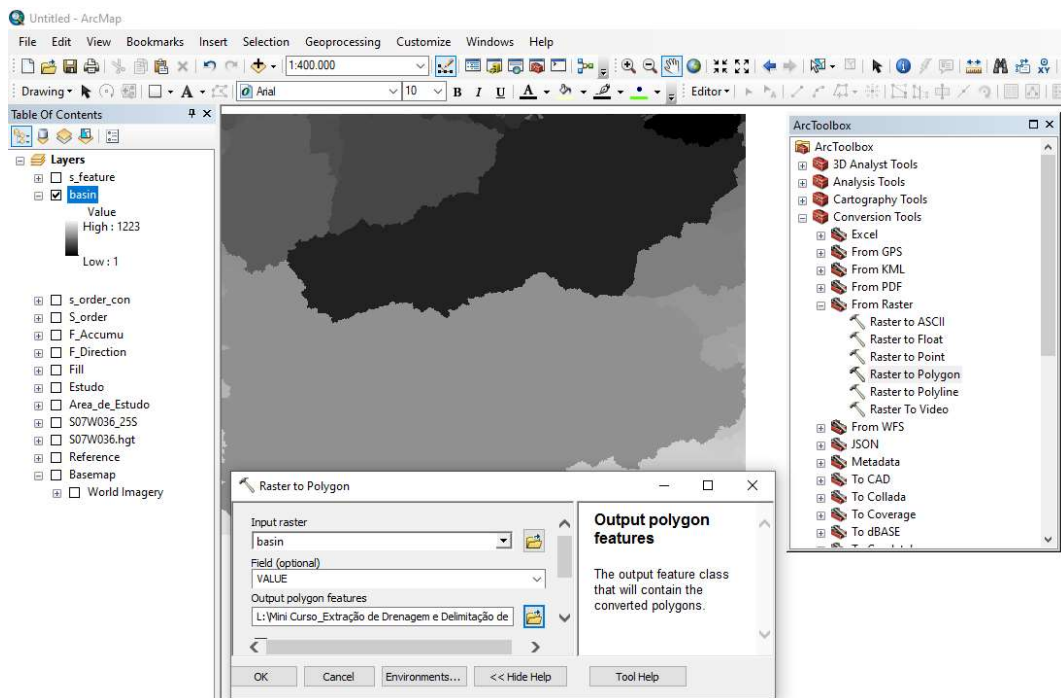 Untitled - ArcMap
File Edit View Bookmarks Insert Selection Geoprocessing Customize Windows Help
1:400.000
Drawing Arial 10 B I U A Editor
Table Of Contents
Layers
s_feature
basin
Value
High : 1223
Low : 1
s_order_con
S_order
F_Accumu
F_Direction
Fill
Estudo
Area_de_Estudo
S07W036_25S
S07W036.hgt
Reference
Basemap
World Imagery
ArcToolbox
ArcToolbox
3D Analyst Tools
Analysis Tools
Cartography Tools
Conversion Tools
Excel
From GPS
From KML
From PDF
From Raster
Raster to ASCII
Raster to Float
Raster to Point
Raster to Polygon
Raster to Polyline
Raster To Video
From WFS
JSON
Metadata
To CAD
To Collada
To Coverage
To dBASE
Raster to Polygon
Input raster
basin
Field (optional)
VALUE
Output polygon features
L:\Mini Curso_Extração de Drenagem e Delimitação de
Output polygon
features
The output feature class
that will contain the
converted polygons.
OK Cancel Environments... << Hide Help Tool Help